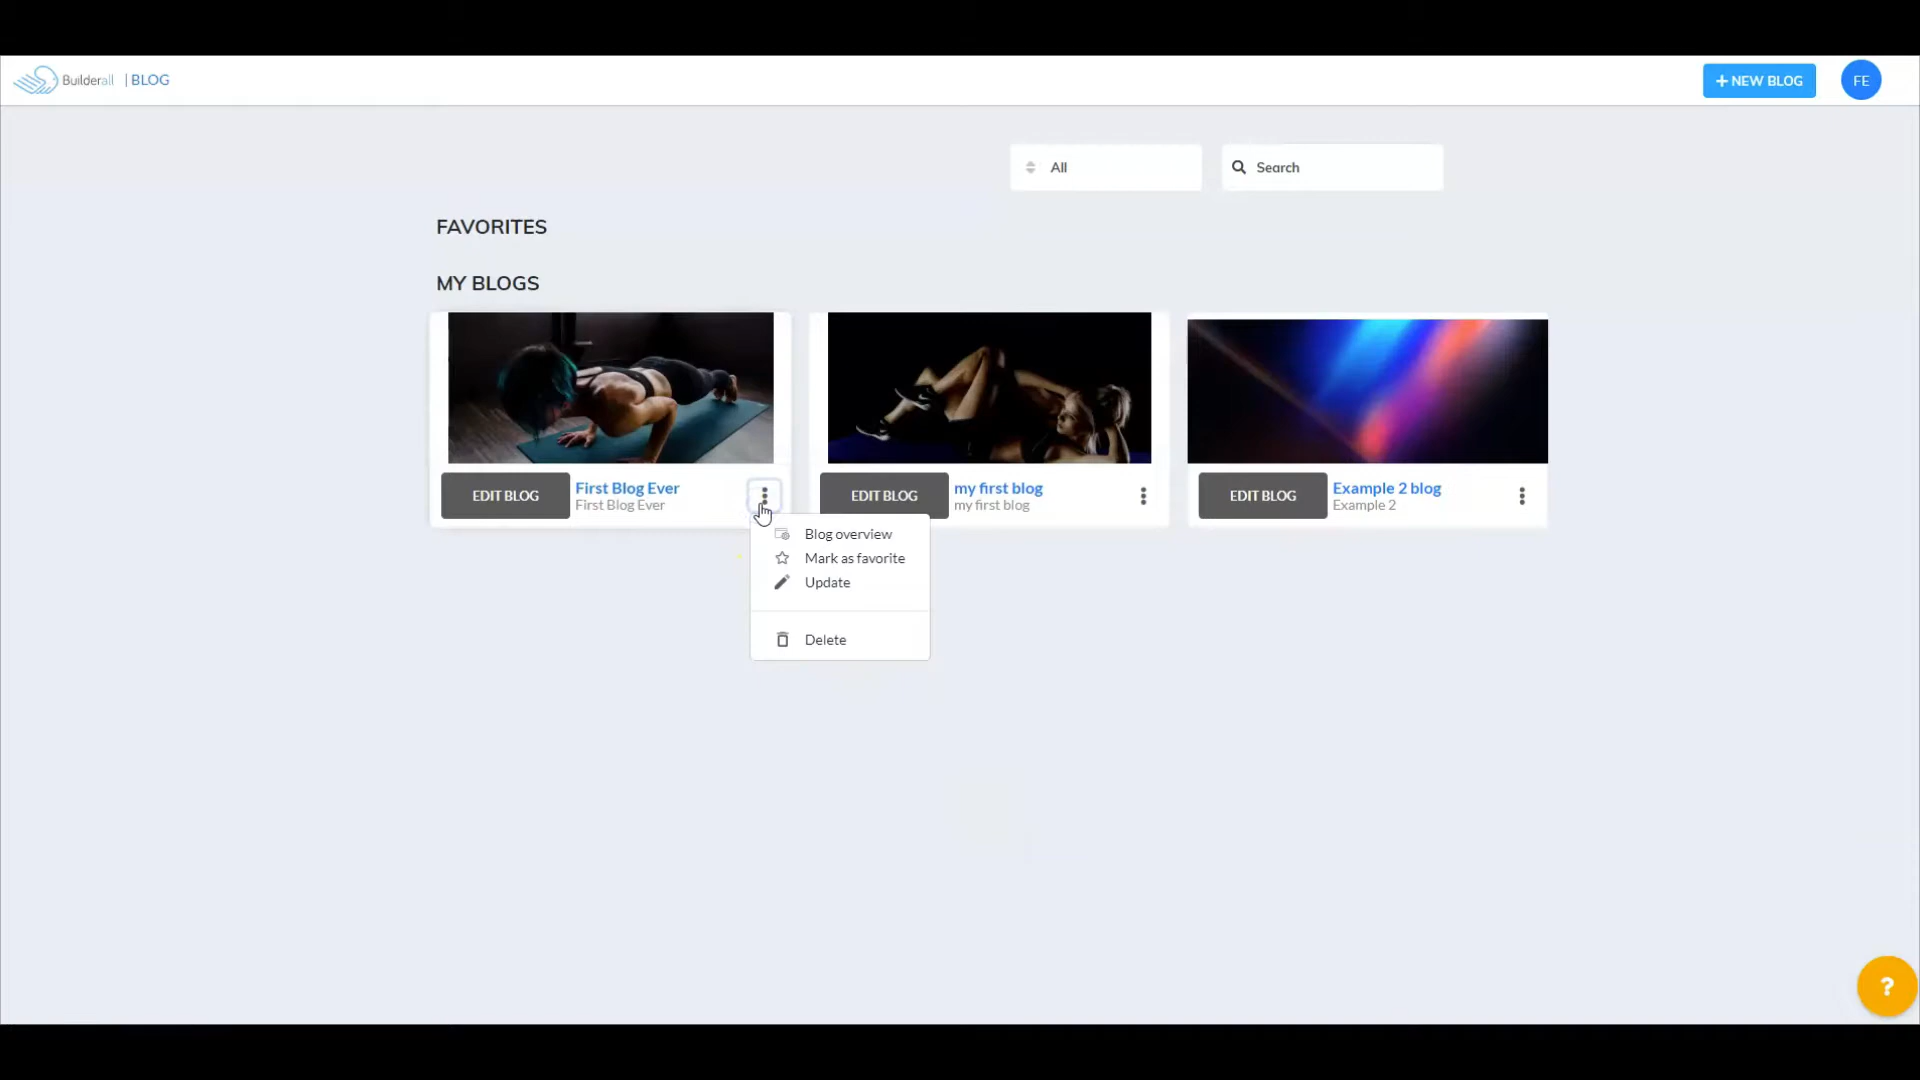 Builderall | BLOG
+ NEW BLOG
FE
All
Search
FAVORITES
MY BLOGS
EDIT BLOG
First Blog Ever
First Blog Ever
EDIT BLOG
my first blog
my first blog
EDIT BLOG
Example 2 blog
Example 2
Blog overview
Mark as favorite
Update
Delete
?